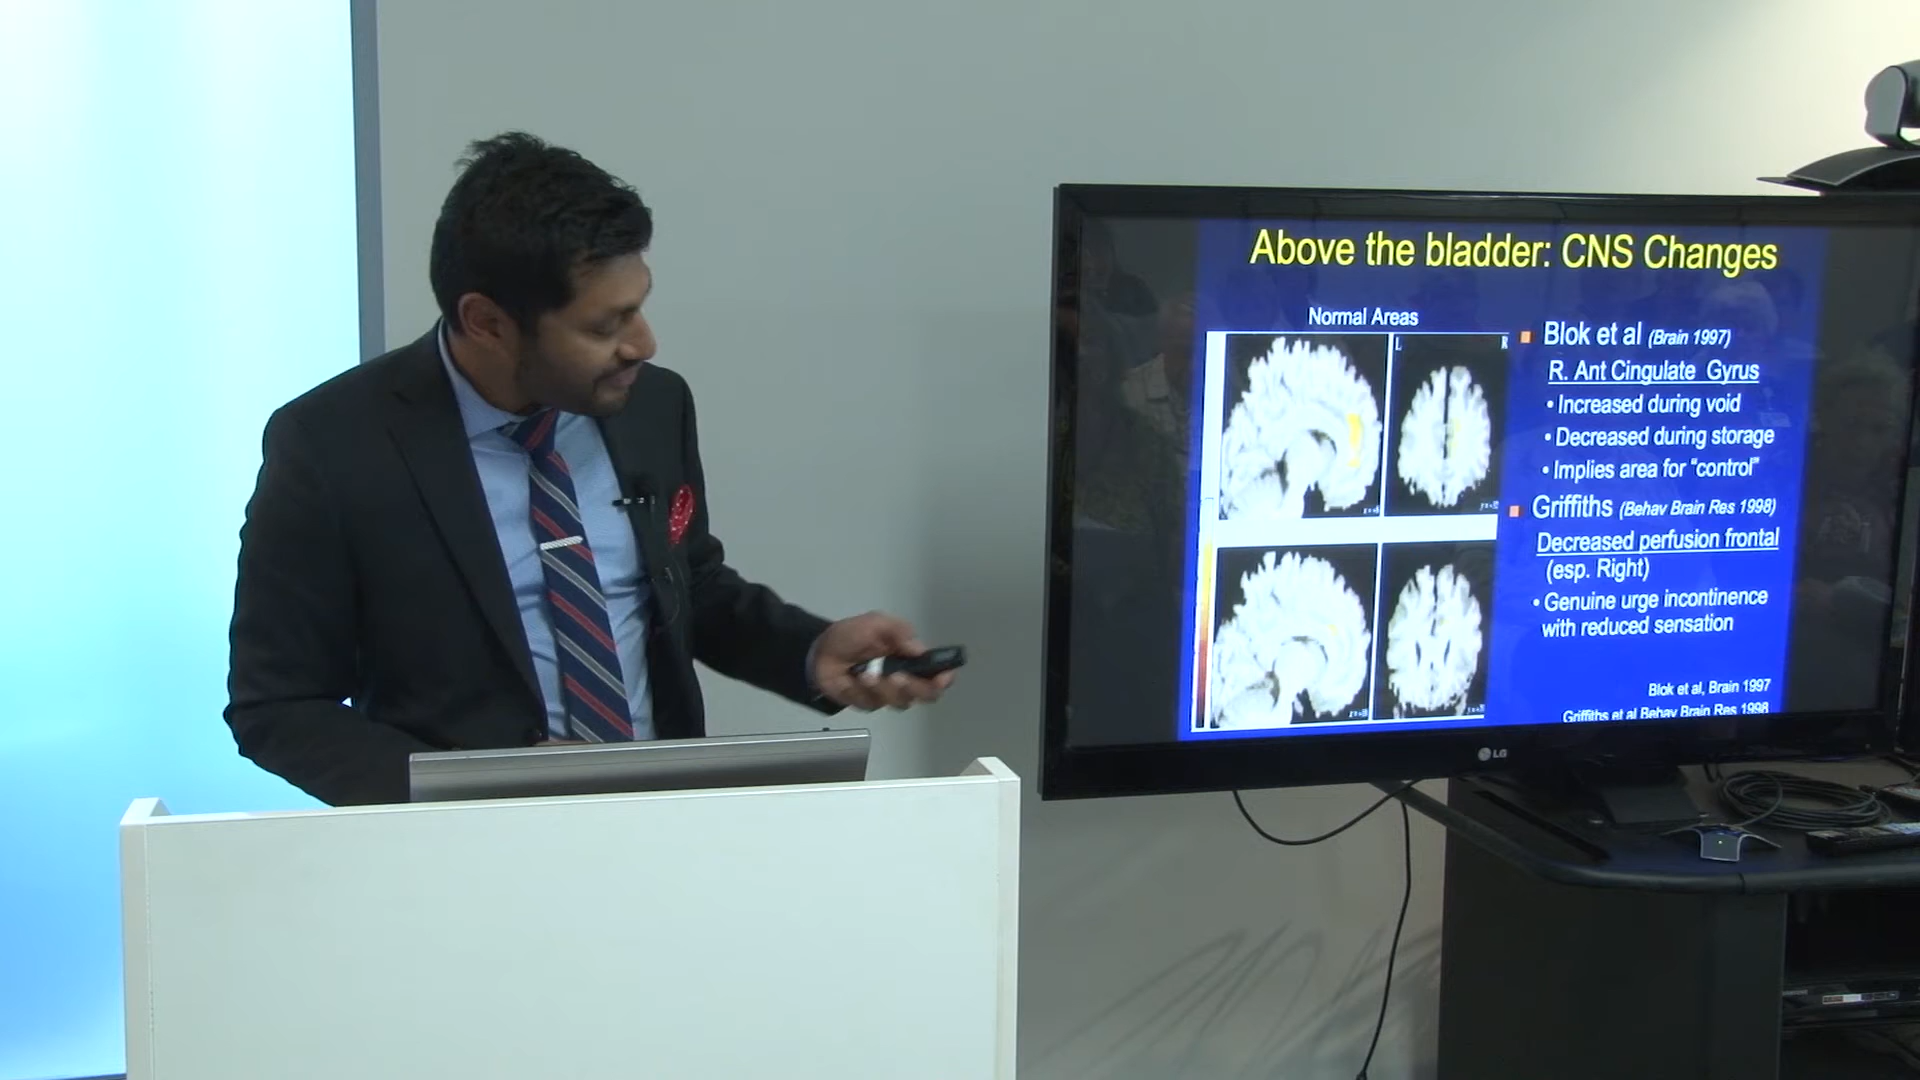 Above the bladder: CNS Changes
Normal Areas
L
R
Blok et al (Brain 1997)
R. Ant Cingulate Gyrus
• Increased during void
• Decreased during storage
• Implies area for “control”
Griffiths (Behav Brain Res 1998)
Decreased perfusion frontal
(esp. Right)
• Genuine urge incontinence
with reduced sensation
Blok et al, Brain 1997
Griffiths et al Behav Brain Res 1998
LG